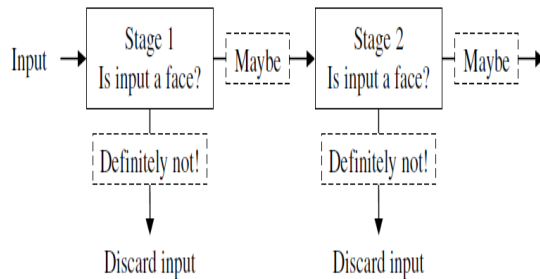 Input
Stage 1
Is input a face?
Maybe
Stage 2
Is input a face?
Maybe
Definitely not!
Definitely not!
Discard input
Discard input